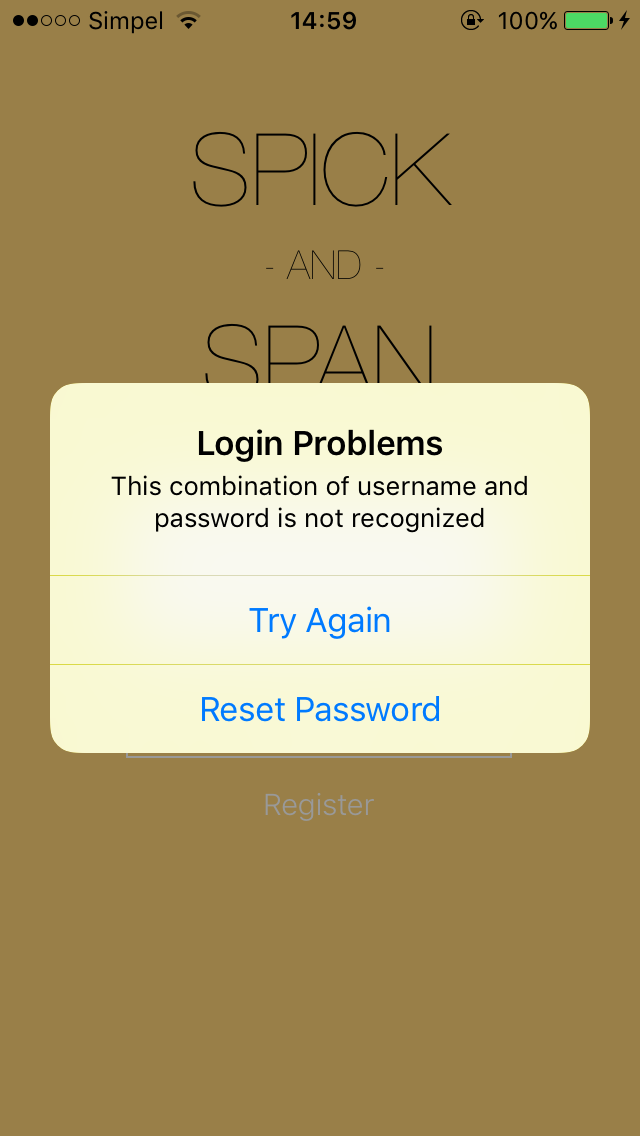 Simpel 14:59 100%
SPICK
- AND -
SPAN
Login Problems
This combination of username and
password is not recognized
Try Again
Reset Password
Register